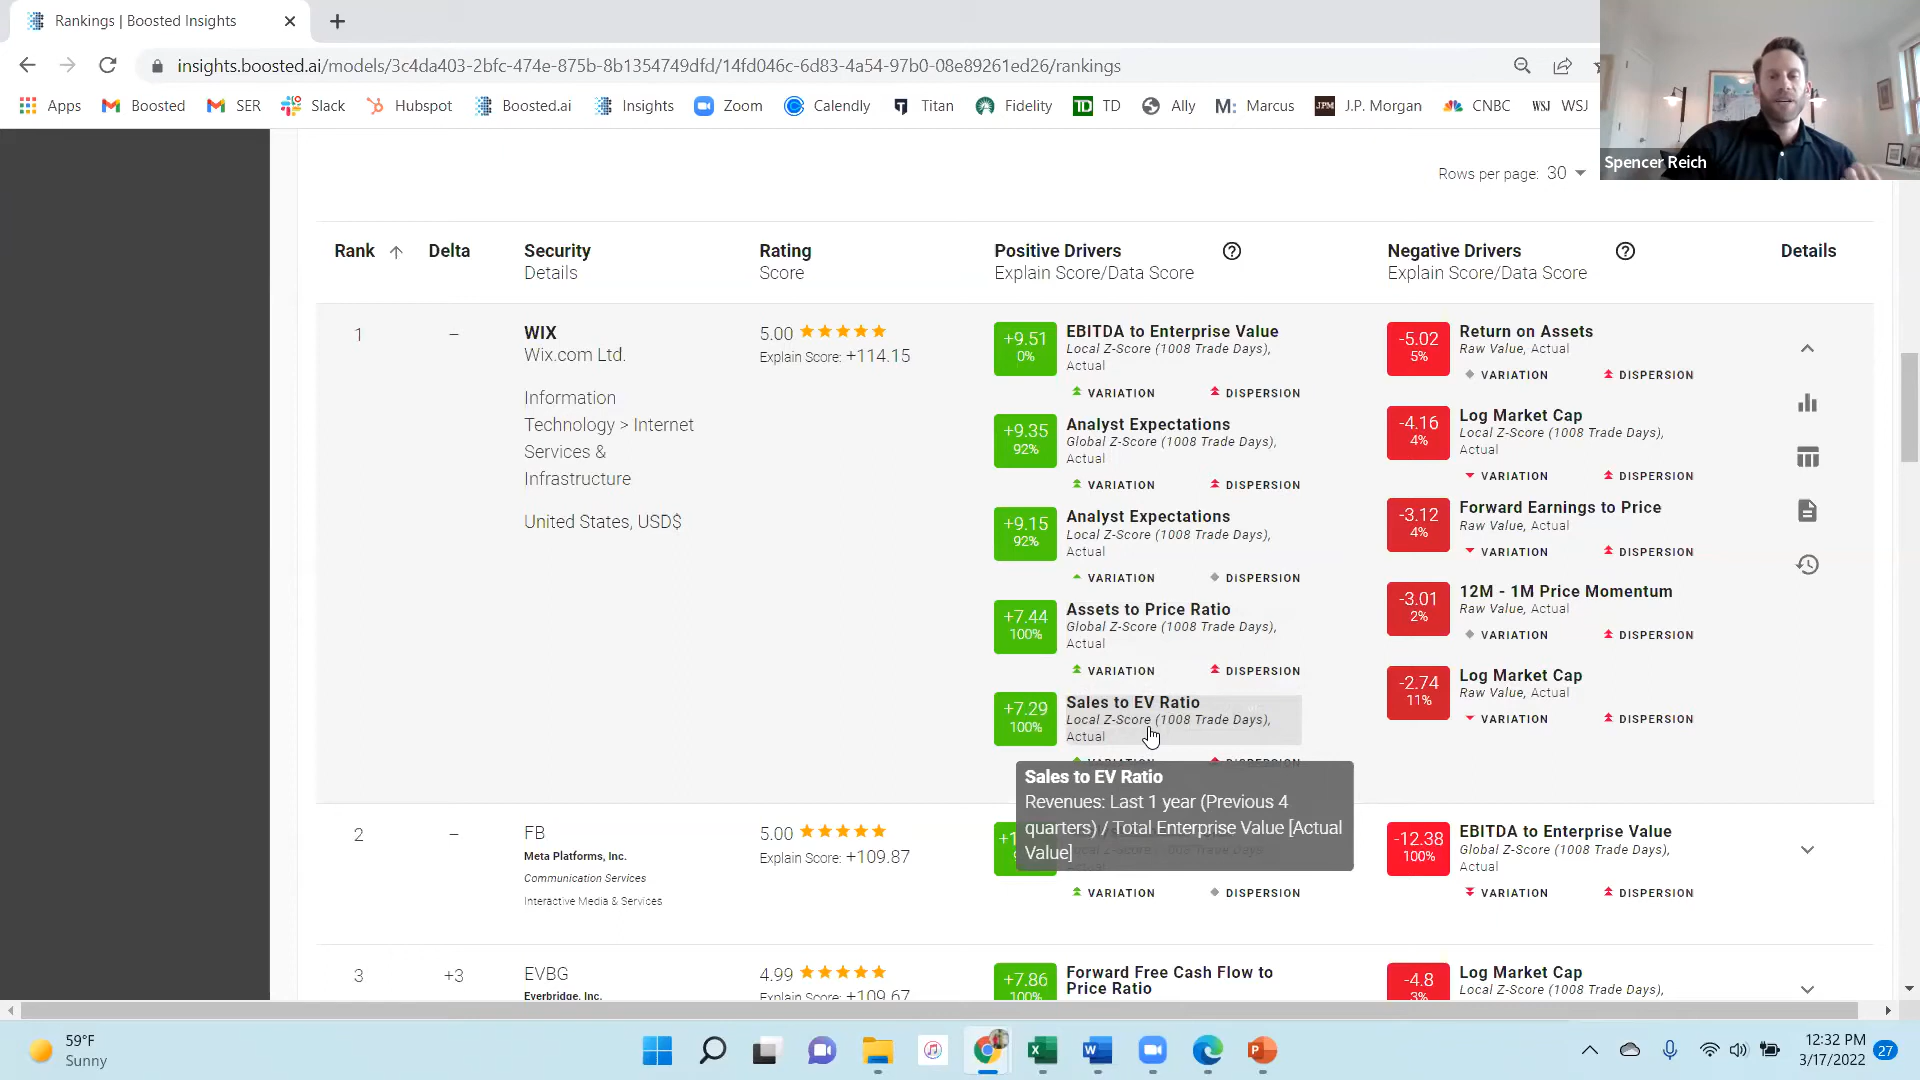 Rankings | Boosted Insights
insights.boosted.ai/models/3c4da403-2bfc-474e-875b-8b1354749dfd/14fd046c-6d83-4a54-97b0-08e89261ed26/rankings
Apps Boosted SER Slack Hubspot Boosted.ai Insights Zoom Calendly Titan Fidelity TD TD Ally M: Marcus JPM J.P. Morgan CNBC WSJ WSJ
Spencer Reich
Rows per page: 30
Rank Delta Security Rating Positive Drivers Negative Drivers Details
Details Score Explain Score/Data Score Explain Score/Data Score
1 – WIX
Wix.com Ltd.
Information
Technology > Internet
Services &
Infrastructure
United States, USD$
5.00
Explain Score: +114.15
+9.51
0%
EBITDA to Enterprise Value
Local Z-Score (1008 Trade Days),
Actual
VARIATION DISPERSION
+9.35
92%
Analyst Expectations
Global Z-Score (1008 Trade Days),
Actual
VARIATION DISPERSION
+9.15
92%
Analyst Expectations
Local Z-Score (1008 Trade Days),
Actual
VARIATION DISPERSION
+7.44
100%
Assets to Price Ratio
Global Z-Score (1008 Trade Days),
Actual
VARIATION DISPERSION
+7.29
100%
Sales to EV Ratio
Local Z-Score (1008 Trade Days),
Actual
Sales to EV Ratio
Revenues: Last 1 year (Previous 4
quarters) / Total Enterprise Value [Actual
Value]
-5.02
5%
Return on Assets
Raw Value, Actual
VARIATION DISPERSION
-4.16
4%
Log Market Cap
Local Z-Score (1008 Trade Days),
Actual
VARIATION DISPERSION
-3.12
4%
Forward Earnings to Price
Raw Value, Actual
VARIATION DISPERSION
-3.01
2%
12M - 1M Price Momentum
Raw Value, Actual
VARIATION DISPERSION
-2.74
11%
Log Market Cap
Raw Value, Actual
VARIATION DISPERSION
2 – FB
Meta Platforms, Inc.
Communication Services
Interactive Media & Services
5.00
Explain Score: +109.87
VARIATION DISPERSION
-12.38
100%
EBITDA to Enterprise Value
Global Z-Score (1008 Trade Days),
Actual
VARIATION DISPERSION
3 +3 EVBG
Everbridge, Inc.
4.99
Explain Score: +109.67
+7.86
100%
Forward Free Cash Flow to
Price Ratio
-4.8
3%
Log Market Cap
Local Z-Score (1008 Trade Days),
59°F
Sunny
12:32 PM
3/17/2022
27